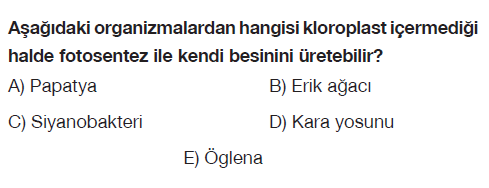 Aşağıdaki organizmalardan hangisi kloroplast içermediği
halde fotosentez ile kendi besinini üretebilir?
A) Papatya B) Erik ağacı
C) Siyanobakteri D) Kara yosunu
E) Öglena